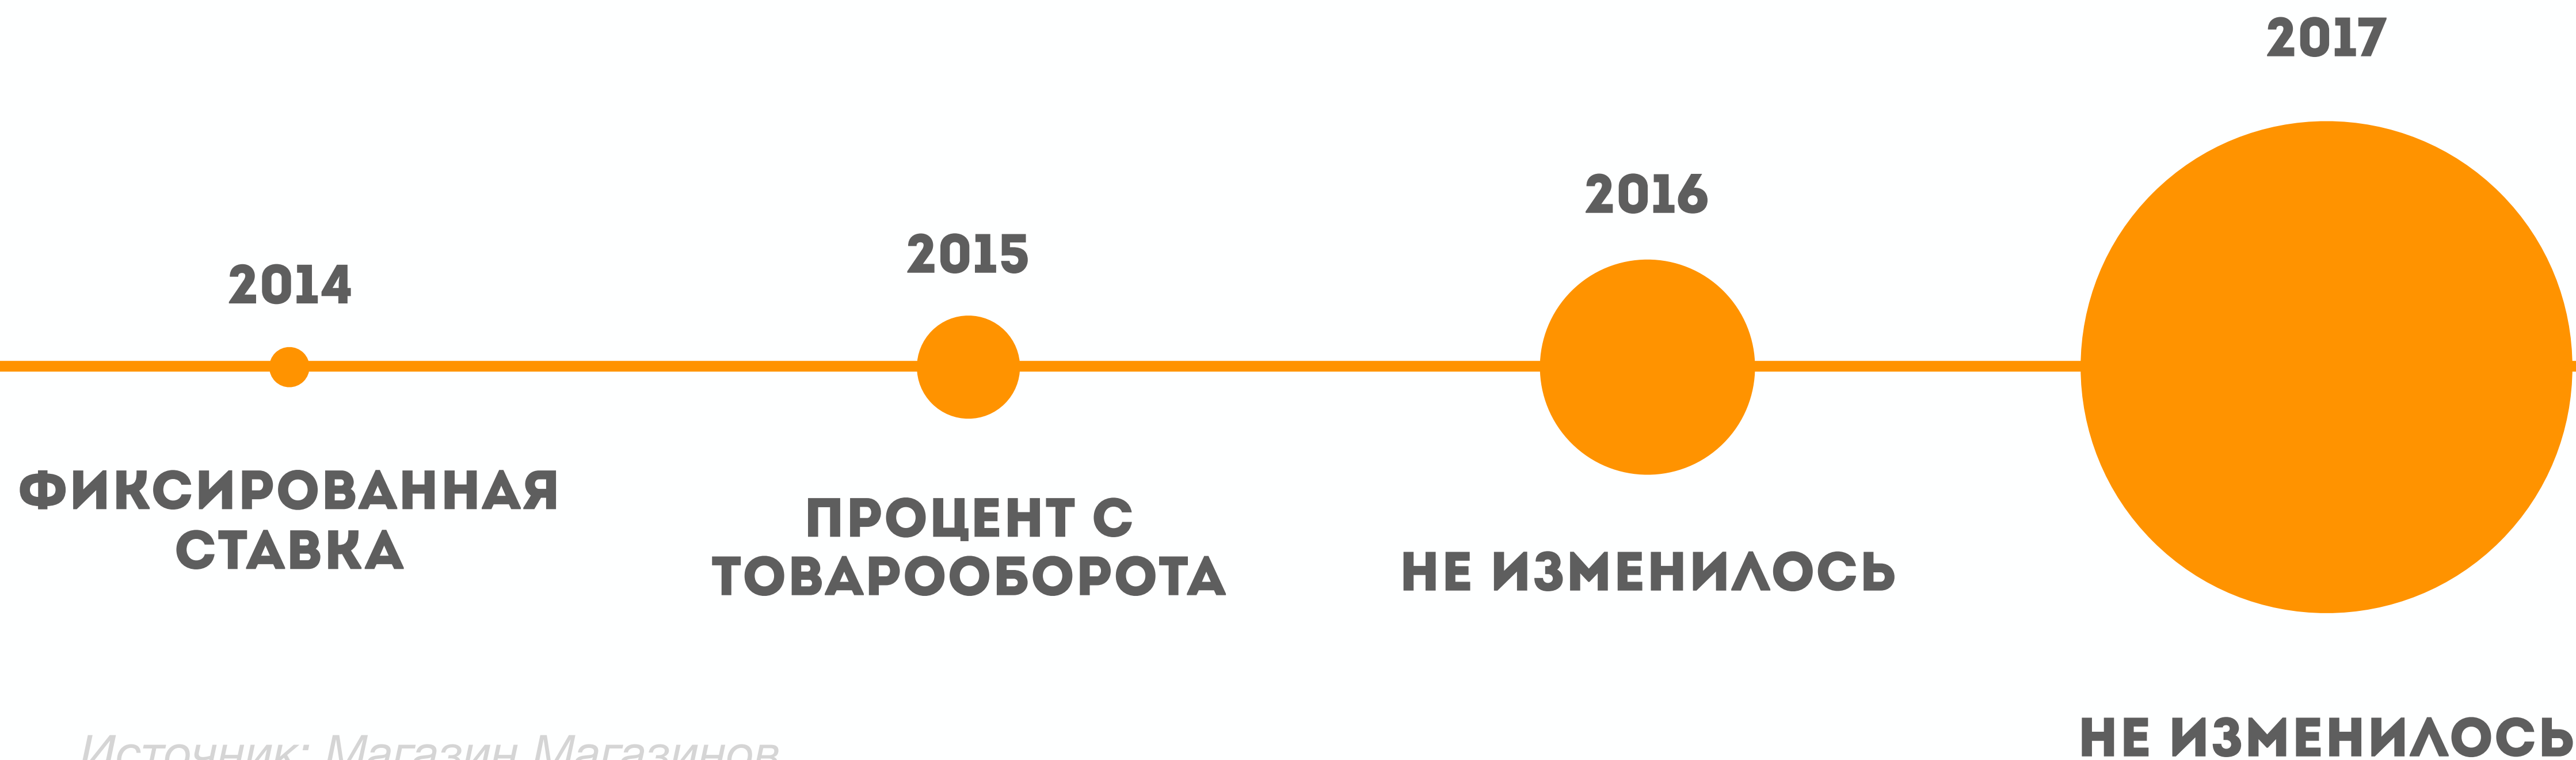 2014
ФИКСИРОВАННАЯ
СТАВКА
2015
ПРОЦЕНТ С
ТОВАРООБОРОТА
2016
НЕ ИЗМЕНИЛОСЬ
2017
НЕ ИЗМЕНИЛОСЬ
Источник: Магазин Магазинов